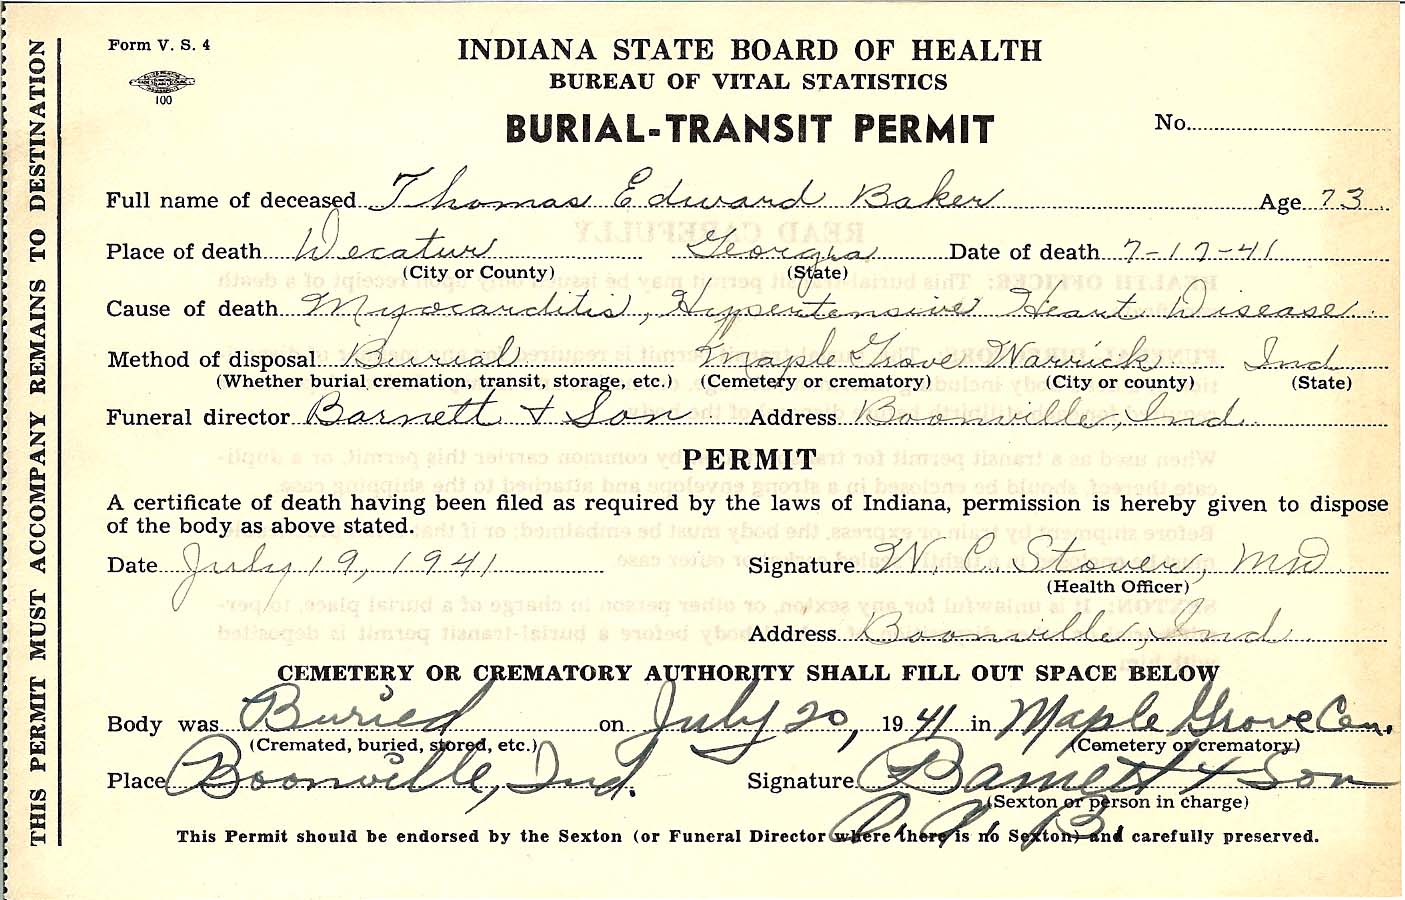 Form V. S. 4
100
INDIANA STATE BOARD OF HEALTH
BUREAU OF VITAL STATISTICS
BURIAL-TRANSIT PERMIT
No.
THIS PERMIT MUST ACCOMPANY REMAINS TO DESTINATION
Full name of deceased Thomas Edward Baker Age 73
Place of death Decatur Georgia Date of death 7-17-41
(City or County) (State)
Cause of death Myocarditis, Hypertensive Heart Disease
Method of disposal Burial Maple Grove Warrick Ind
(Whether burial, cremation, transit, storage, etc.) (Cemetery or crematory) (City or county) (State)
Funeral director Barnett + Son Address Boonville, Ind.
PERMIT
A certificate of death having been filed as required by the laws of Indiana, permission is hereby given to dispose
of the body as above stated.
Date July 19, 1941 Signature W. C. Stover, MD
(Health Officer)
Address Boonville, Ind
CEMETERY OR CREMATORY AUTHORITY SHALL FILL OUT SPACE BELOW
Body was Buried on July 20, 1941 in Maple Grove Cem.
(Cremated, buried, stored, etc.) (Cemetery or crematory)
Place Boonville, Ind. Signature Barnett + Son
(Sexton or person in charge)
This Permit should be endorsed by the Sexton (or Funeral Director where there is no Sexton) and carefully preserved.